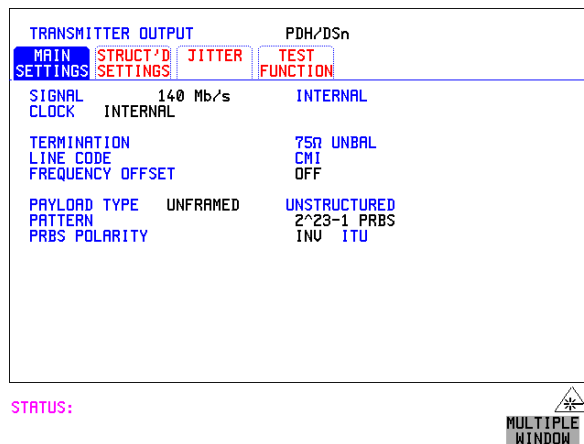 TRANSMITTER OUTPUT PDH/DSn
MAIN SETTINGS STRUCT'D SETTINGS JITTER TEST FUNCTION
SIGNAL 140 Mb/s INTERNAL
CLOCK INTERNAL
TERMINATION 75Ω UNBAL
LINE CODE CMI
FREQUENCY OFFSET OFF
PAYLOAD TYPE UNFRAMED UNSTRUCTURED
PATTERN 2^23-1 PRBS
PRBS POLARITY INV ITU
STATUS:
MULTIPLE
WINDOW